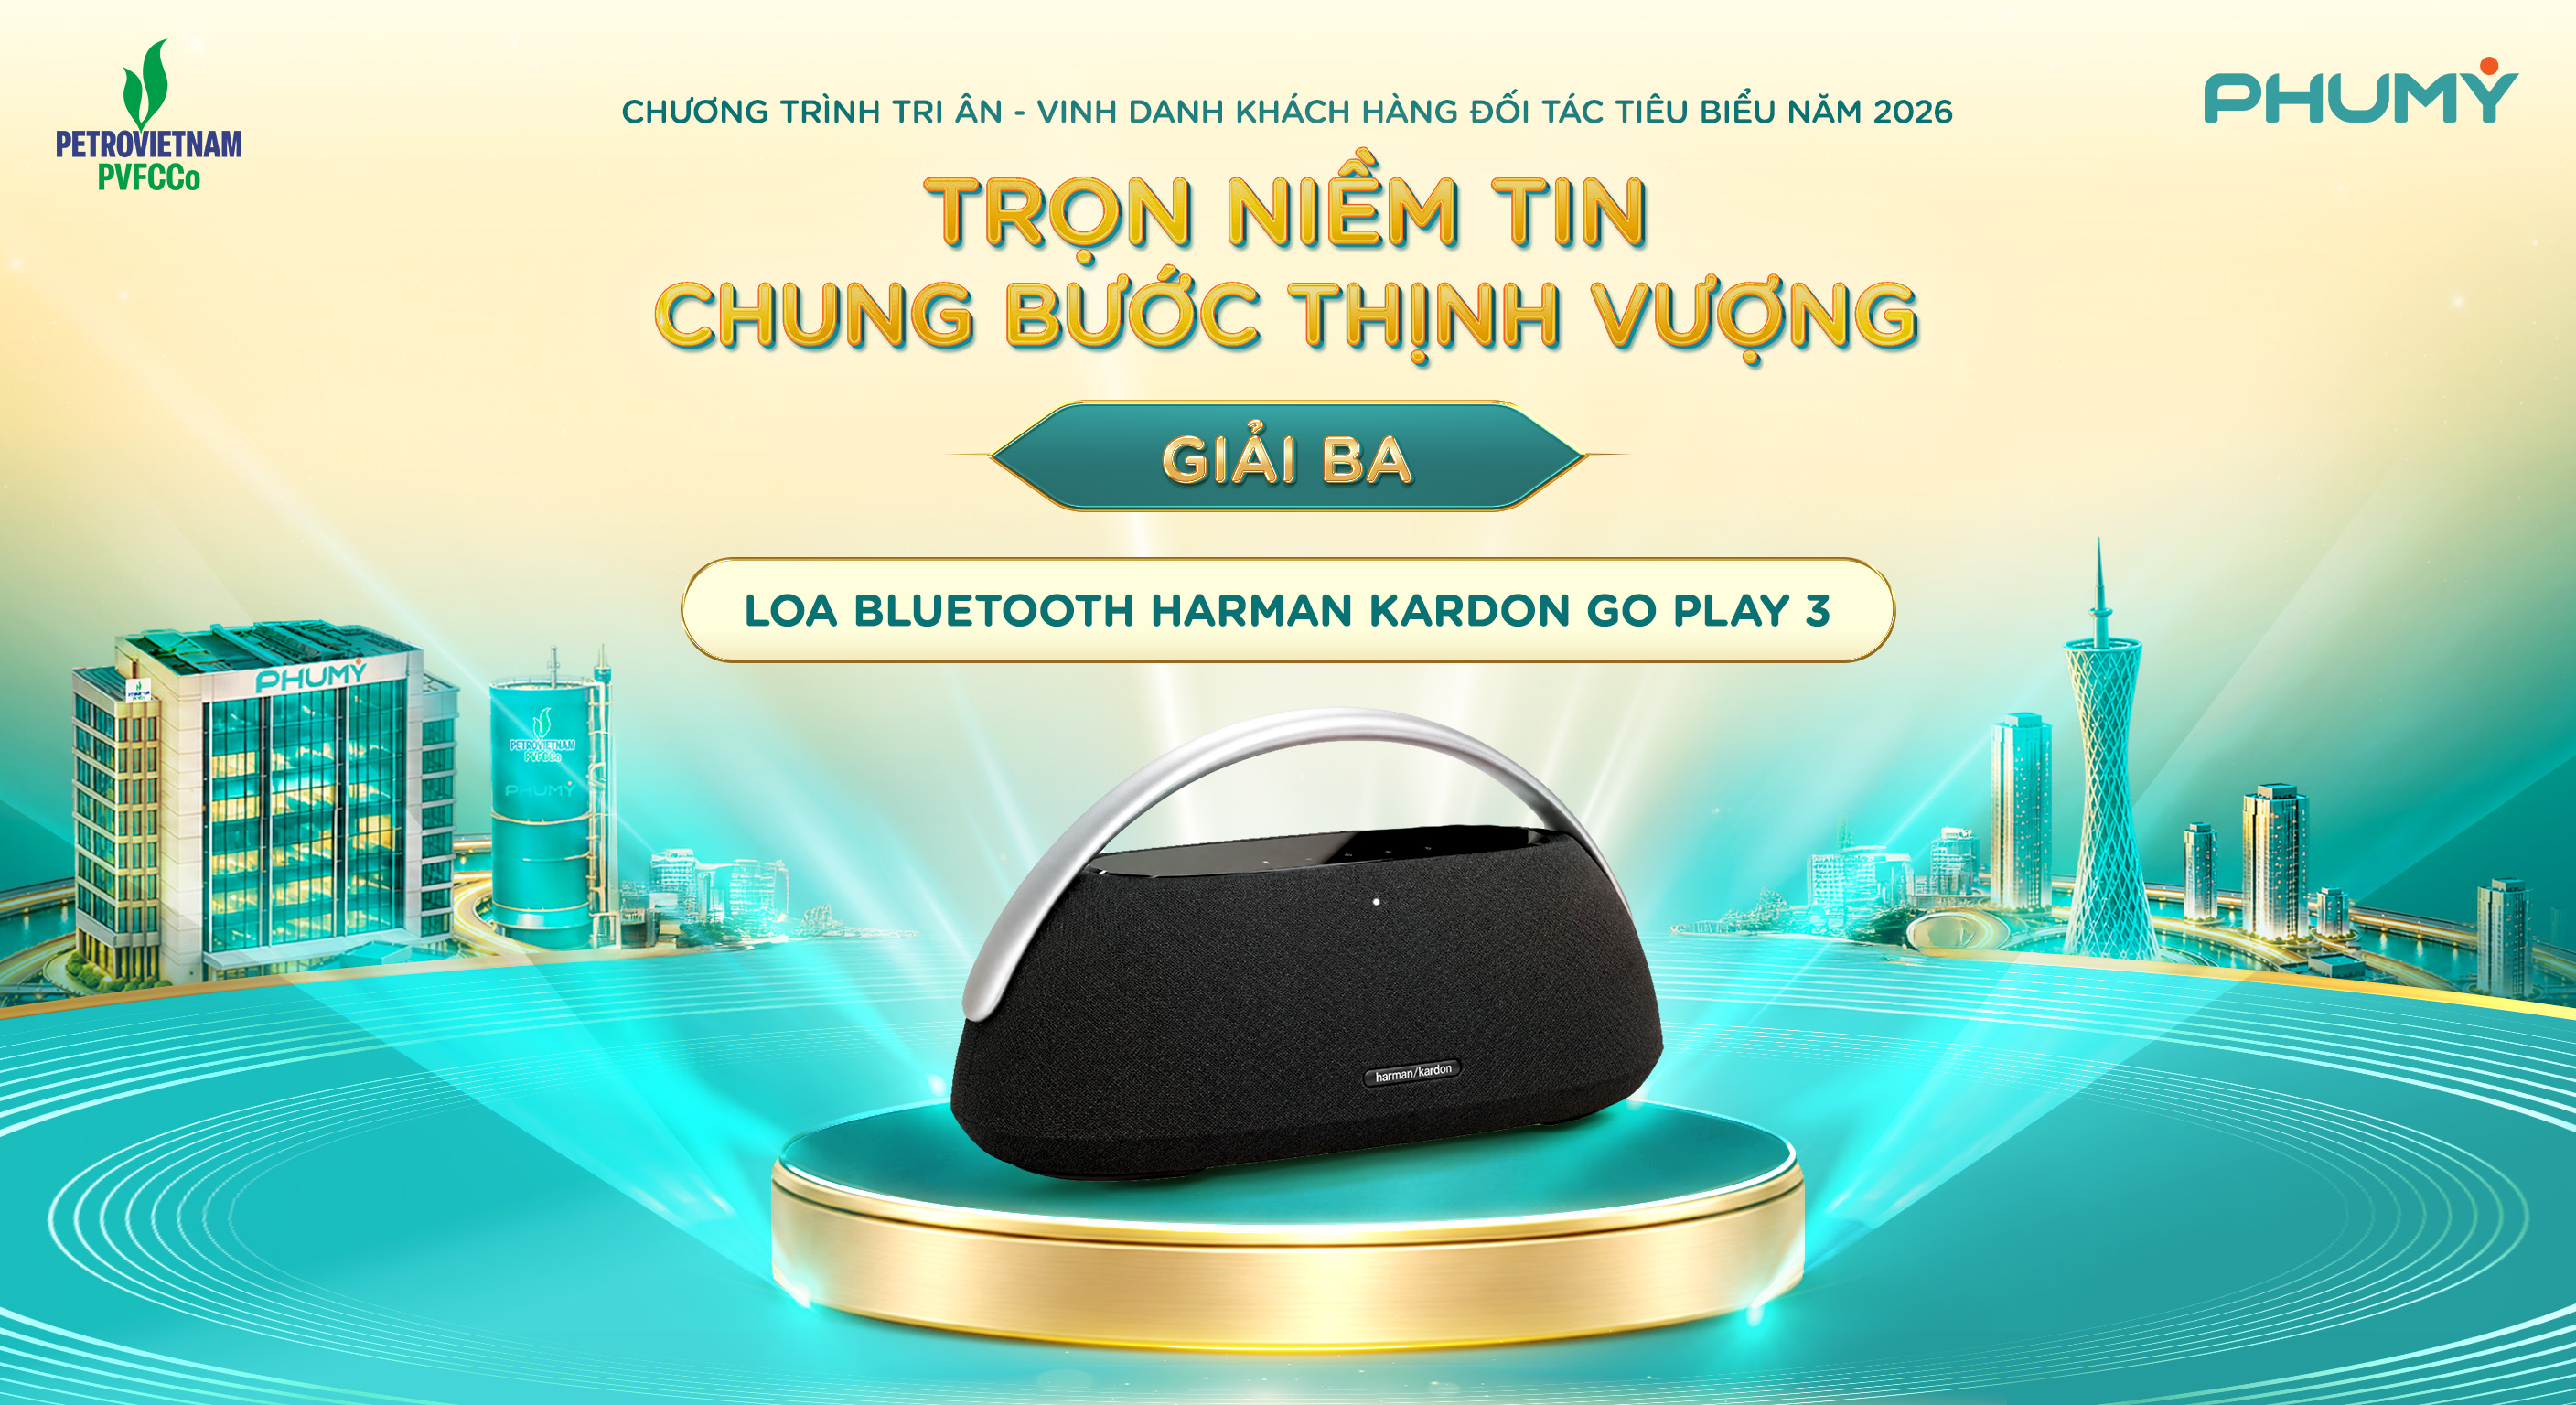 PETROVIETNAM
PVFCCo
CHƯƠNG TRÌNH TRI ÂN - VINH DANH KHÁCH HÀNG ĐỐI TÁC TIÊU BIỂU NĂM 2026
PHUMỸ
TRỌN NIỀM TIN
CHUNG BƯỚC THỊNH VƯỢNG
GIẢI BA
LOA BLUETOOTH HARMAN KARDON GO PLAY 3
PHUMỸ
PETROVIETNAM
PVFCCo
PHUMỸ
harman/kardon